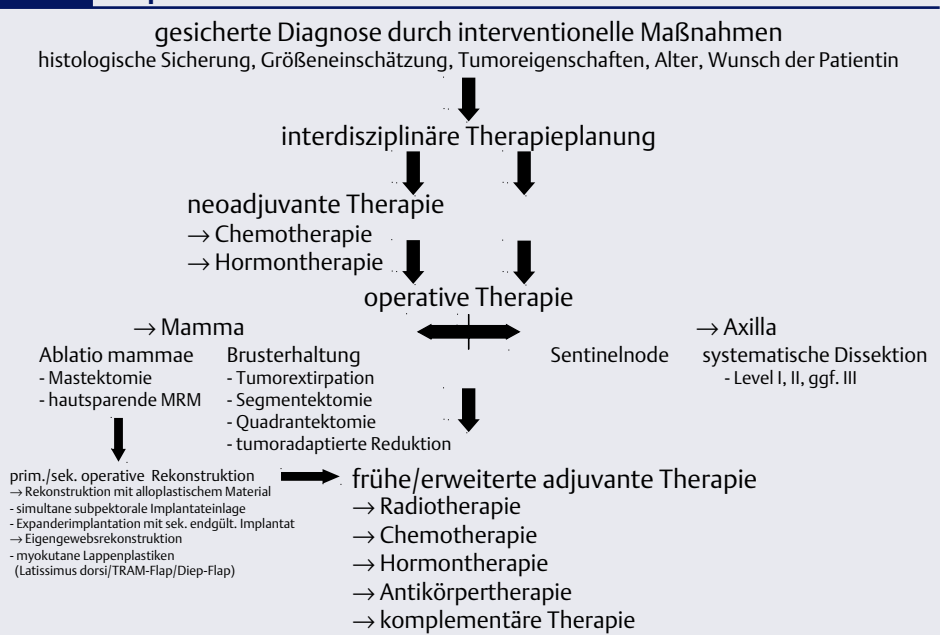 gesicherte Diagnose durch interventionelle Maßnahmen
histologische Sicherung, Größeneinschätzung, Tumoreigenschaften, Alter, Wunsch der Patientin
interdisziplinäre Therapieplanung
neoadjuvante Therapie
→ Chemotherapie
→ Hormontherapie
operative Therapie
→ Mamma
Ablatio mammae
- Mastektomie
- hautsparende MRM
Brusterhaltung
- Tumorextirpation
- Segmentektomie
- Quadrantektomie
- tumoradaptierte Reduktion
→ Axilla
Sentinelnode
systematische Dissektion
- Level I, II, ggf. III
prim./sek. operative Rekonstruktion
→ Rekonstruktion mit alloplastischem Material
- simultane subpektorale Implantateinlage
- Expanderimplantation mit sek. endgült. Implantat
→ Eigengewebsrekonstruktion
- myokutane Lappenplastiken
(Latissimus dorsi/TRAM-Flap/Diep-Flap)
frühe/erweiterte adjuvante Therapie
→ Radiotherapie
→ Chemotherapie
→ Hormontherapie
→ Antikörpertherapie
→ komplementäre Therapie